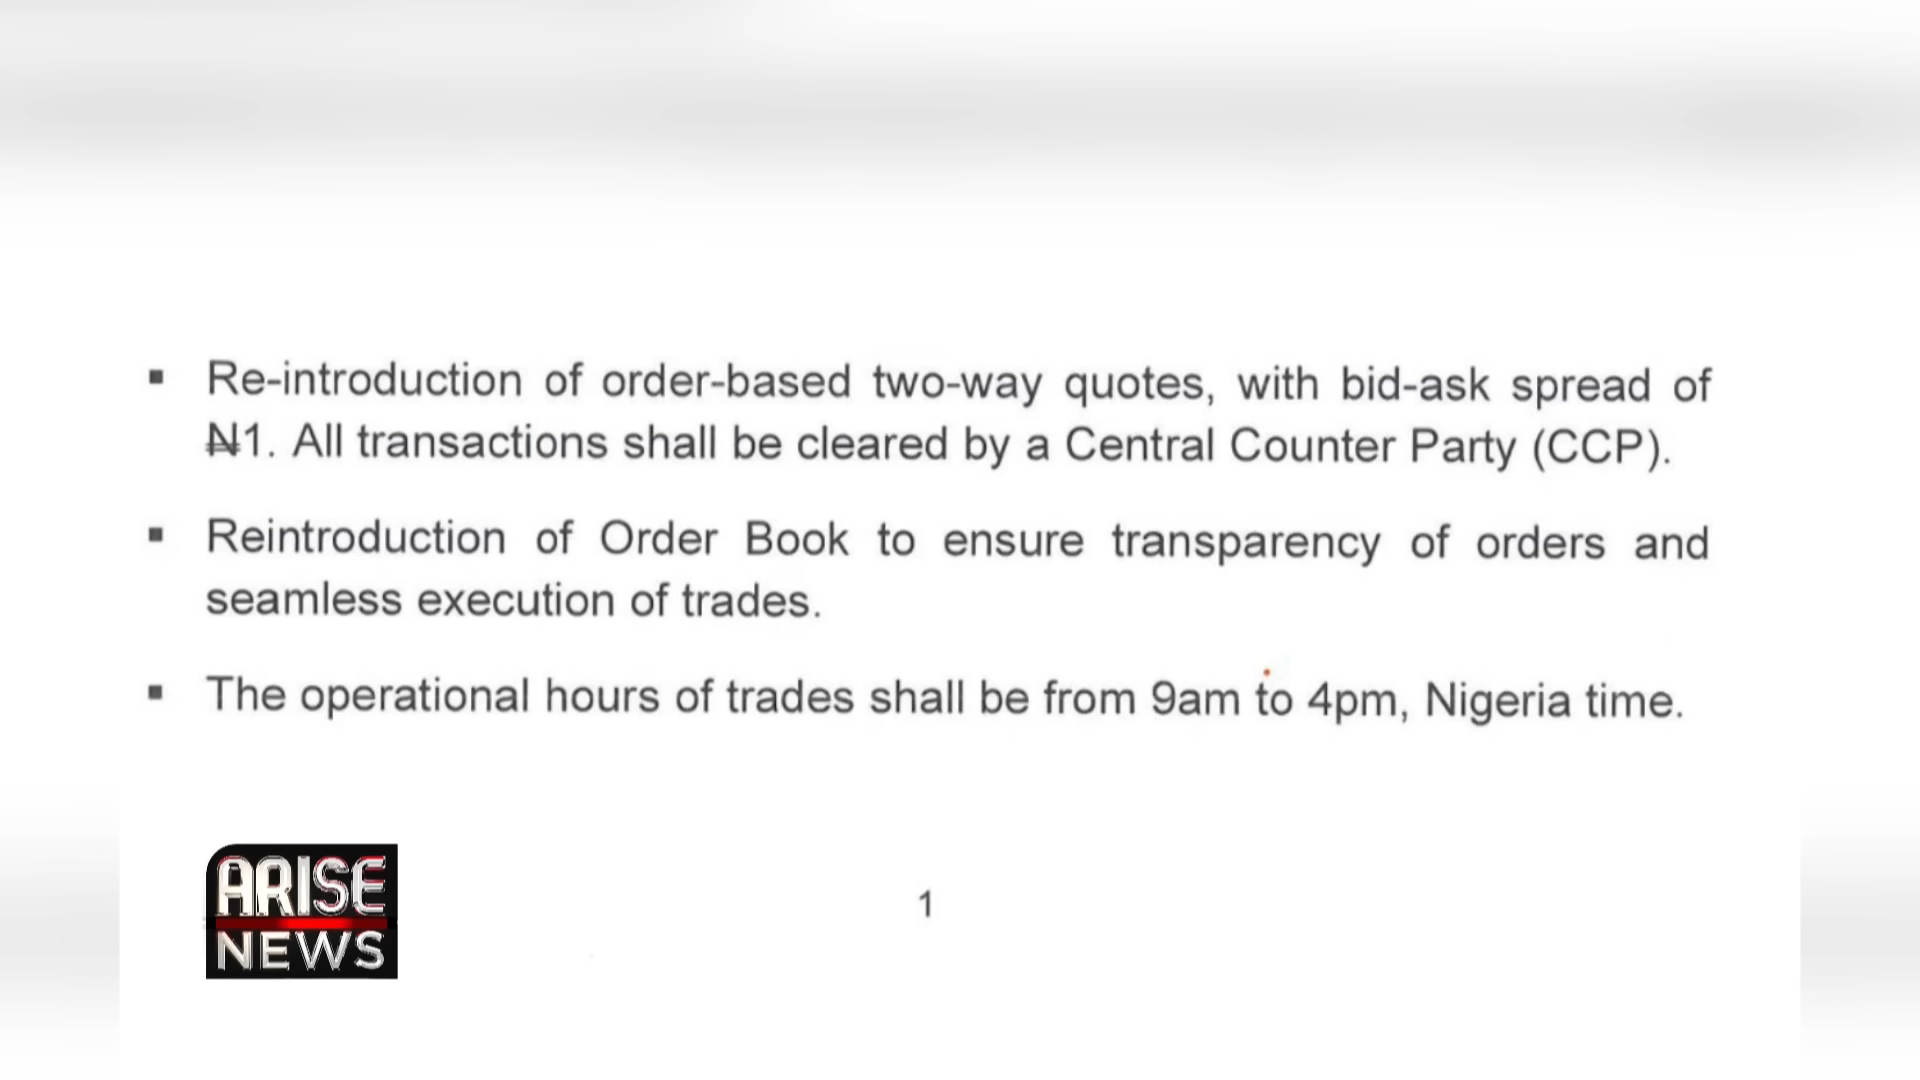 ▪ Re-introduction of order-based two-way quotes, with bid-ask spread of
₦1. All transactions shall be cleared by a Central Counter Party (CCP).
▪ Reintroduction of Order Book to ensure transparency of orders and
seamless execution of trades.
▪ The operational hours of trades shall be from 9am to 4pm, Nigeria time.
ARISE
NEWS
1